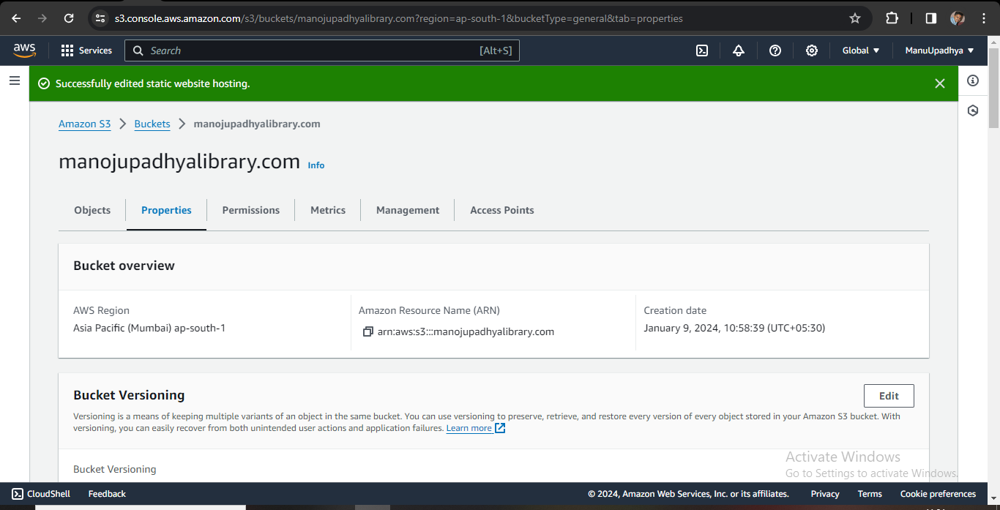 s3.console.aws.amazon.com/s3/buckets/manojupadhyalibrary.com?region=ap-south-1&bucketType=general&tab=properties
aws Services Search [Alt+S] Global ManuUpadhya
Successfully edited static website hosting.
Amazon S3 Buckets manojupadhyalibrary.com
manojupadhyalibrary.com Info
Objects Properties Permissions Metrics Management Access Points
Bucket overview
AWS Region Amazon Resource Name (ARN) Creation date
Asia Pacific (Mumbai) ap-south-1 arn:aws:s3:::manojupadhyalibrary.com January 9, 2024, 10:58:39 (UTC+05:30)
Bucket Versioning Edit
Versioning is a means of keeping multiple variants of an object in the same bucket. You can use versioning to preserve, retrieve, and restore every version of every object stored in your Amazon S3 bucket. With
versioning, you can easily recover from both unintended user actions and application failures. Learn more
Bucket Versioning
Activate Windows
Go to Settings to activate Windows.
CloudShell Feedback © 2024, Amazon Web Services, Inc. or its affiliates. Privacy Terms Cookie preferences